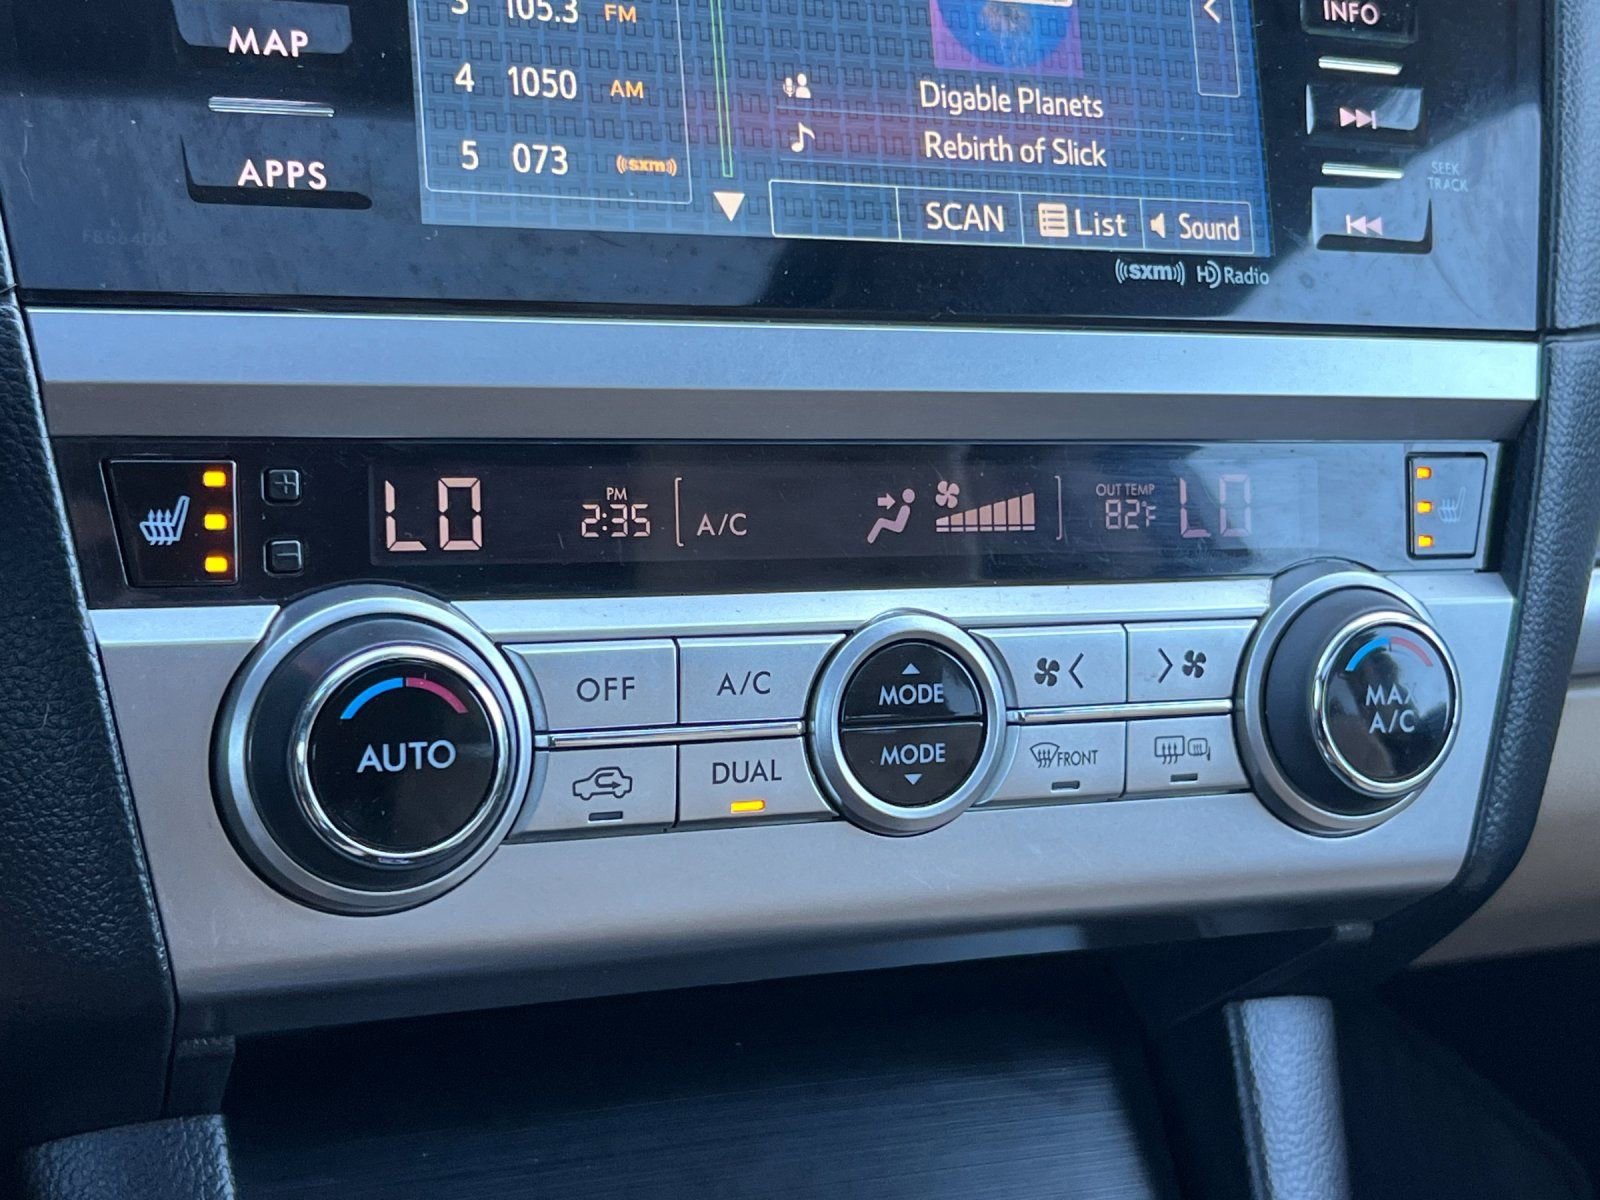 MAP
APPS
3 105.3 FM
4 1050 AM
5 073 ((sxm))
Digable Planets
Rebirth of Slick
SCAN List Sound
((sxm)) HD Radio
INFO
SEEK
TRACK
LO
PM
2:35
A/C
OUT TEMP
82°F
LO
AUTO
OFF
A/C
DUAL
MODE
MODE
FRONT
MAX
A/C